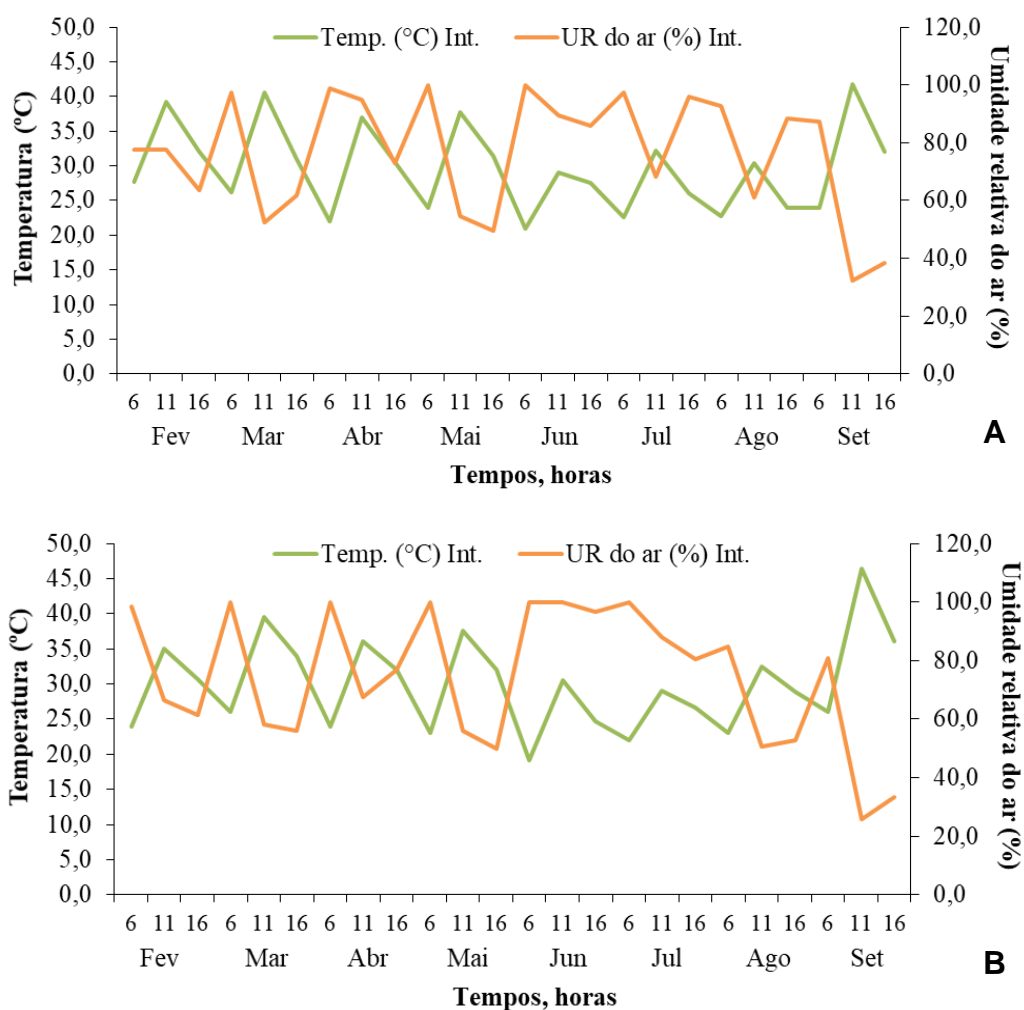 50,0
45,0
40,0
35,0
30,0
25,0
20,0
15,0
10,0
5,0
0,0
Temperatura (ºC)
Temp. (°C) Int. UR do ar (%) Int.
120,0
100,0
80,0
60,0
40,0
20,0
0,0
Umidade relativa do ar (%)
6 11 16 6 11 16 6 11 16 6 11 16 6 11 16 6 11 16 6 11 16 6 11 16
Fev Mar Abr Mai Jun Jul Ago Set
Tempos, horas
A
50,0
45,0
40,0
35,0
30,0
25,0
20,0
15,0
10,0
5,0
0,0
Temperatura (ºC)
Temp. (°C) Int. UR do ar (%) Int.
120,0
100,0
80,0
60,0
40,0
20,0
0,0
Umidade relativa do ar (%)
6 11 16 6 11 16 6 11 16 6 11 16 6 11 16 6 11 16 6 11 16 6 11 16
Fev Mar Abr Mai Jun Jul Ago Set
Tempos, horas
B